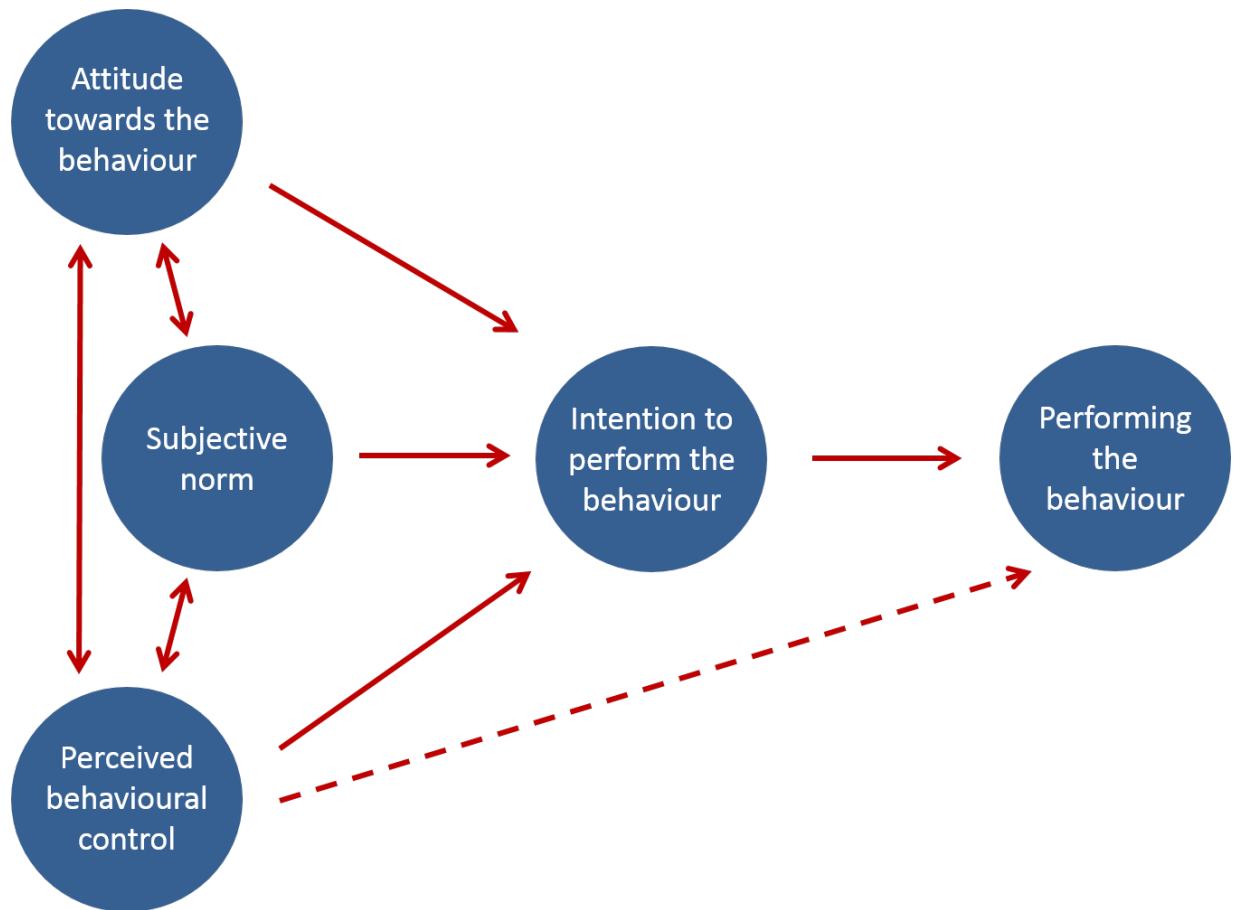 Attitude
towards the
behaviour
Subjective
norm
Perceived
behavioural
control
Intention to
perform the
behaviour
Performing
the
behaviour